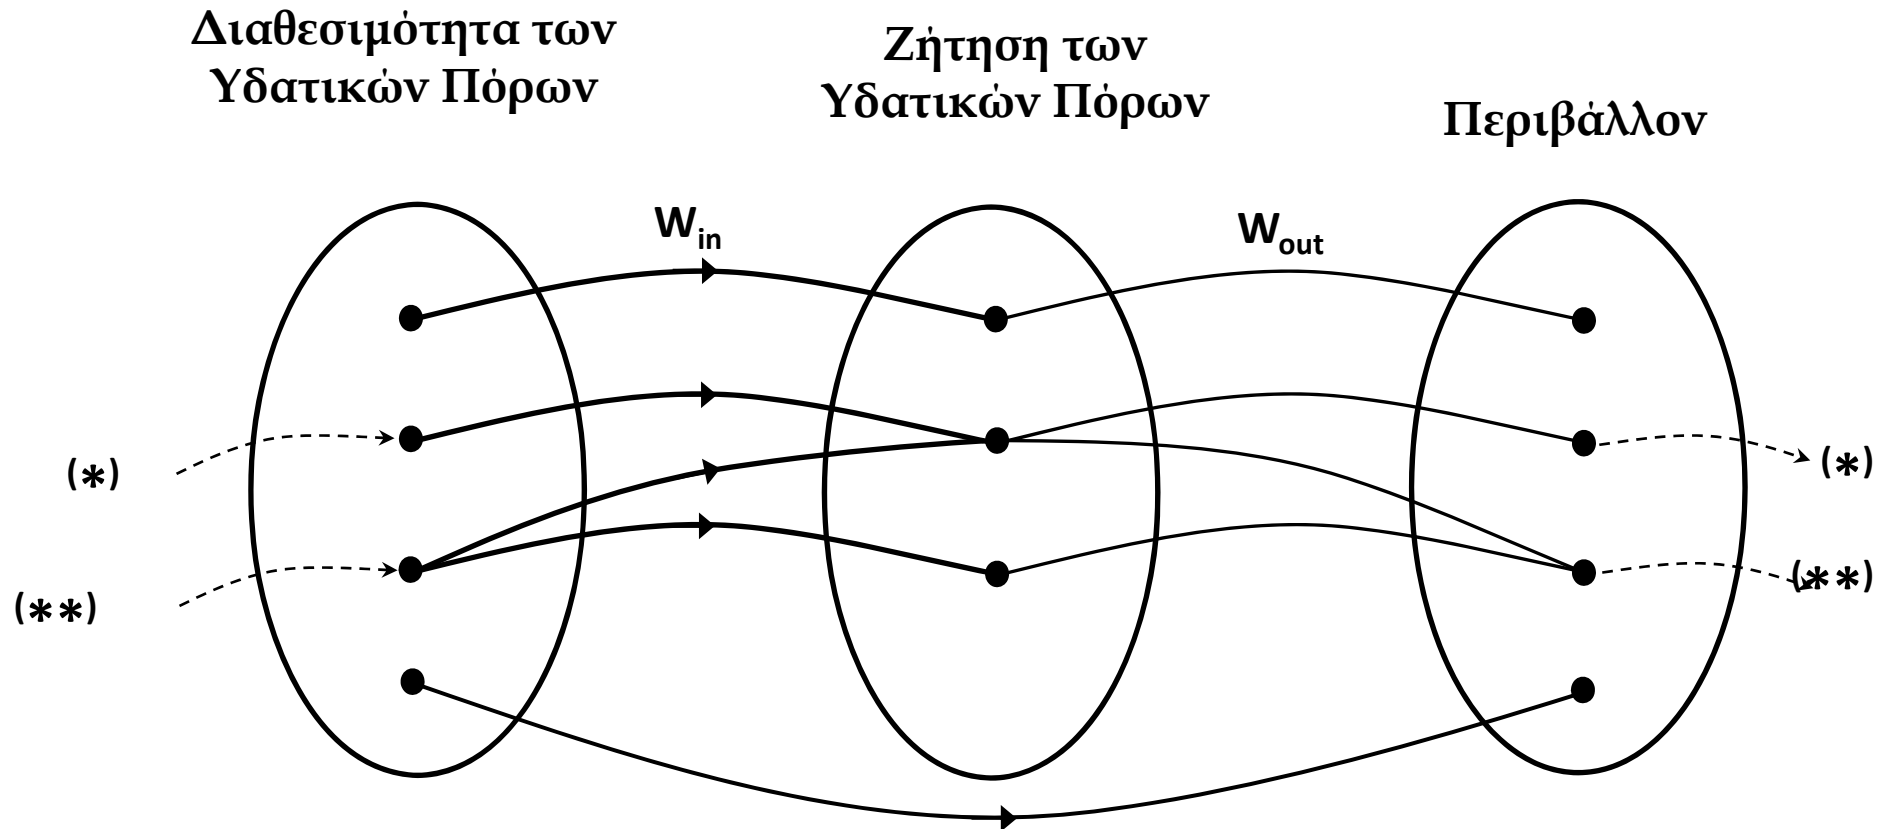 Διαθεσιμότητα των
Υδατικών Πόρων
Ζήτηση των
Υδατικών Πόρων
Περιβάλλον
Win
Wout
(*)
(*)
(**)
(**)